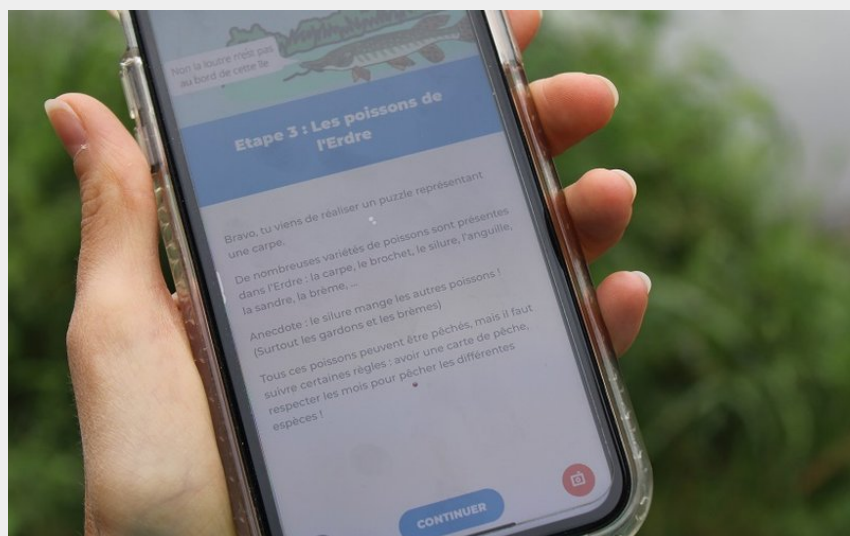 Non la loutre n'est pas
au bord de cette île
Etape 3 : Les poissons de
l'Erdre
Bravo, tu viens de réaliser un puzzle représentant
une carpe.
De nombreuses variétés de poissons sont présentes
dans l'Erdre : la carpe, le brochet, le silure, l'anguille,
la sandre, la brème, ...
Anecdote : le silure mange les autres poissons !
(Surtout les gardons et les brèmes)
Tous ces poissons peuvent être pêchés, mais il faut
suivre certaines règles : avoir une carte de pêche,
respecter les mois pour pêcher les différentes
espèces !
CONTINUER